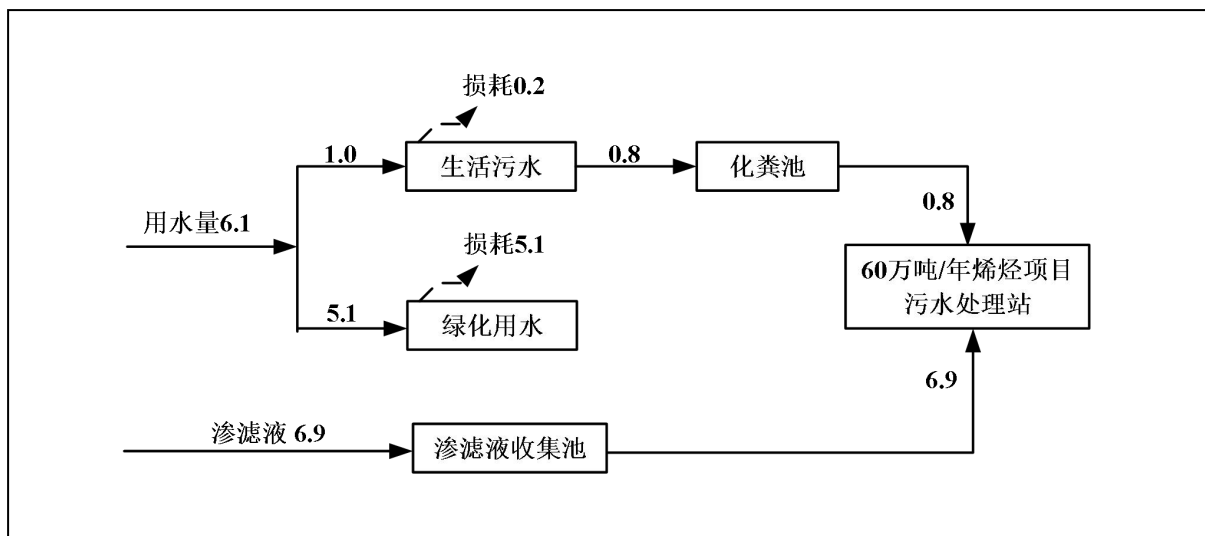 损耗0.2
1.0
生活污水
0.8
化粪池
0.8
用水量6.1
损耗5.1
60万吨/年烯烃项目
污水处理站
5.1
绿化用水
6.9
渗滤液 6.9
渗滤液收集池